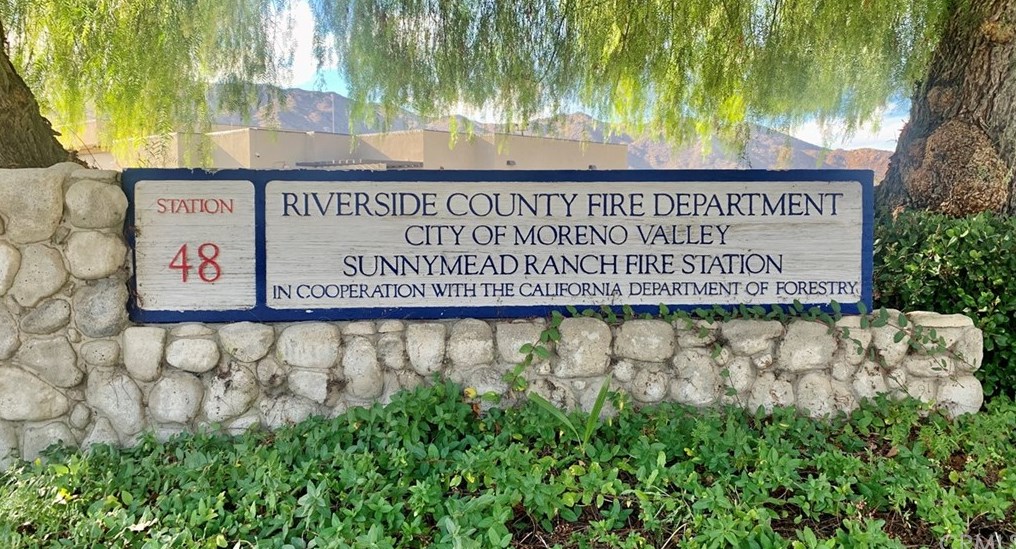 STATION
48
RIVERSIDE COUNTY FIRE DEPARTMENT
CITY OF MORENO VALLEY
SUNNYMEAD RANCH FIRE STATION
IN COOPERATION WITH THE CALIFORNIA DEPARTMENT OF FORESTRY
CRMLS